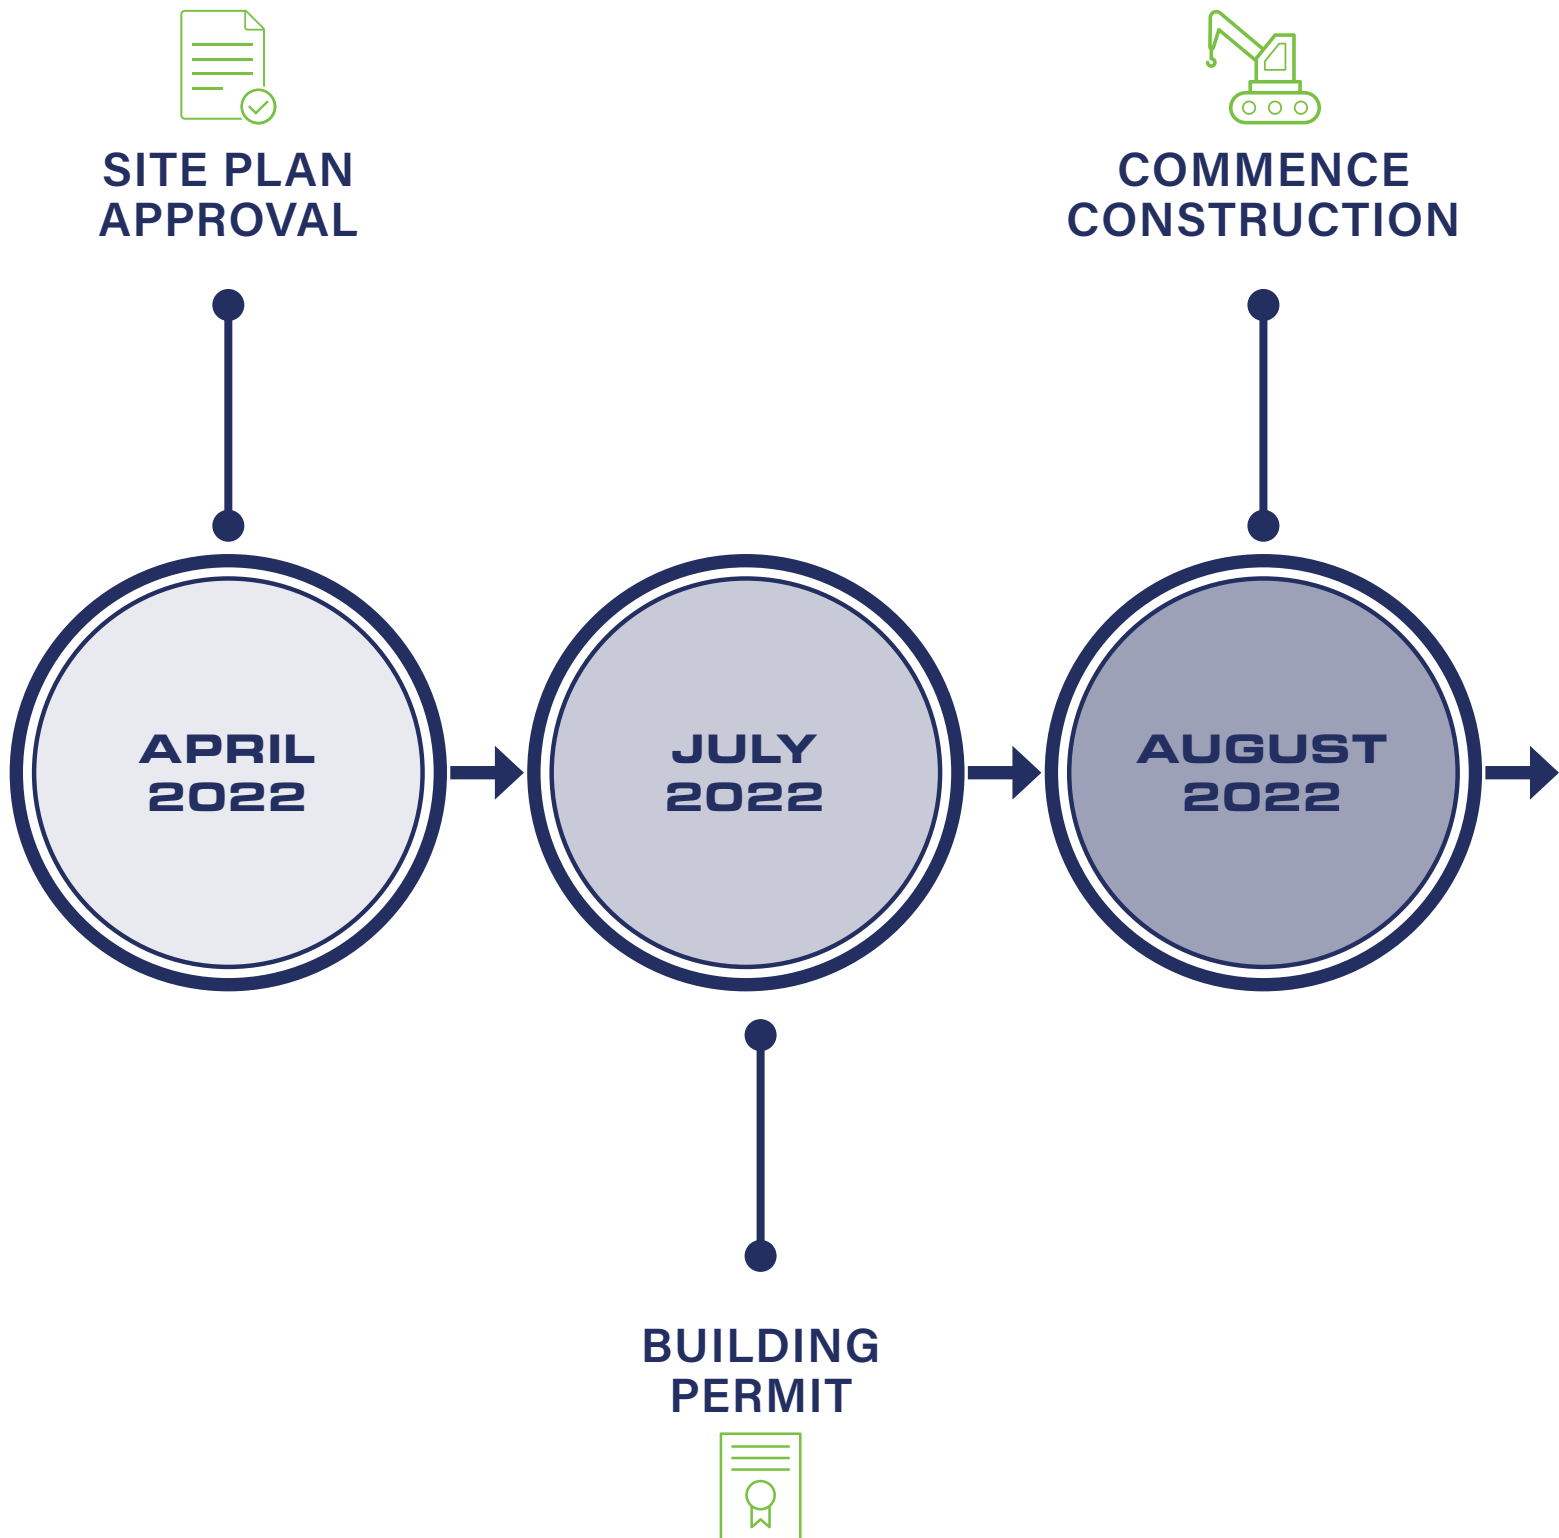 SITE PLAN
APPROVAL
COMMENCE
CONSTRUCTION
APRIL
2022
JULY
2022
AUGUST
2022
BUILDING
PERMIT